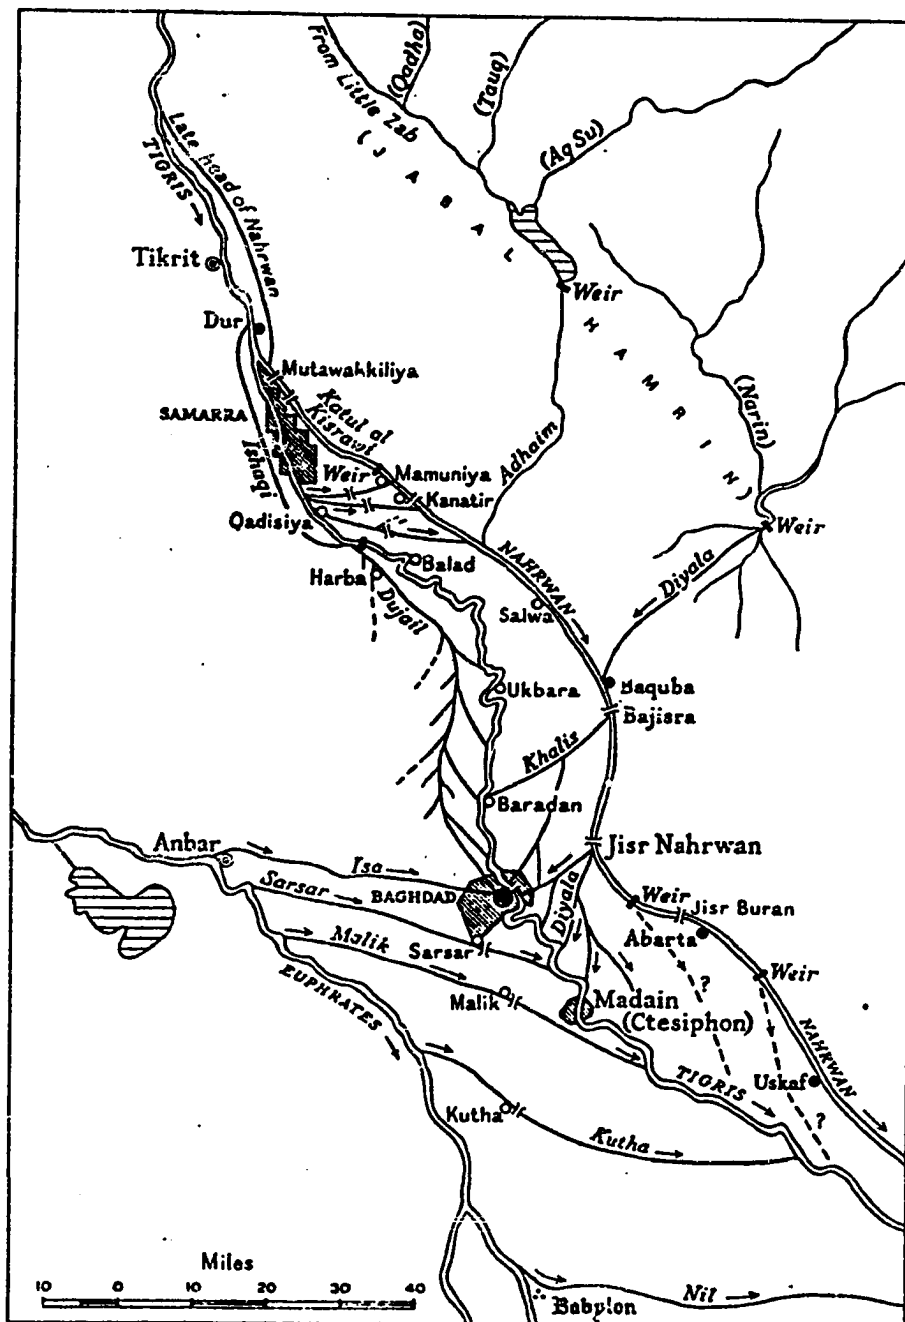 From Little Zab
(Qadha)
(Tauq)
(Aq Su)
(JABAL HAMRIN)
Late head of Nahrwan
TIGRIS
Tikrit
Weir
Dur
Mutawahkiliya
(Narin)
SAMARRA
Katul al
Kisrawi
Adhaim
Ishaqi
Weir
Mamuniya
Kanatir
Qadisiya
Weir
NAHRWAN
Diyala
Balad
Harba
Dujail
Salwa
Ukbara
Baquba
Bajisra
Khalis
Baradan
Anbar
Jisr Nahrwan
Isa
Sarsar
BAGHDAD
Diyala
Weir
Jisr Buran
Malik
Sarsar
Abarta
Weir
EUPHRATES
Malik
Madain
(Ctesiphon)
?
NAHRWAN
TIGRIS
Uskaf
Kutha
?
Kutha
Miles
10 0 10 20 30 40
Babylon
Nil